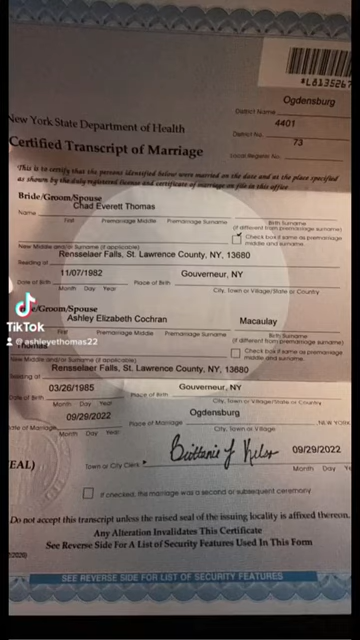 *L8135267
Ogdensburg
District Name
4401
District No.
73
Local Register No.
New York State Department of Health
Certified Transcript of Marriage
This is to certify that the persons identified below were married on the date and at the place specified
as shown by the duly registered license and certificate of marriage on file in this office
Bride/Groom/Spouse
Chad Everett Thomas
Name
First Premarriage Middle Premarriage Surname Birth Surname
(if different from premarriage surname)
Check box if same as premarriage
middle and surname.
New Middle and/or Surname (if applicable)
Rensselaer Falls, St. Lawrence County, NY, 13680
Residing at
11/07/1982 Gouverneur, NY
Date of Birth Place of Birth
Month Day Year City, Town or Village/State or Country
e/Groom/Spouse
Ashley Elizabeth Cochran Macaulay
First Premarriage Middle Premarriage Surname Birth Surname
(if different from premarriage surname)
Thomas
Check box if same as premarriage
middle and surname.
New Middle and/or Surname (if applicable)
Rensselaer Falls, St. Lawrence County, NY, 13680
Residing at
03/26/1985 Gouverneur, NY
Date of Birth Place of Birth
Month Day Year City, Town or Village/State or Country
09/29/2022 Ogdensburg
Date of Marriage Place of Marriage NEW YORK
Month Day Year City, Town or Village
09/29/2022
EAL) Town or City Clerk
Month Day Ye
If checked, this marriage was a second or subsequent ceremony
Do not accept this transcript unless the raised seal of the issuing locality is affixed thereon.
Any Alteration Invalidates This Certificate
See Reverse Side For A List of Security Features Used In This Form
SEE REVERSE SIDE FOR LIST OF SECURITY FEATURES
TikTok
@ashleyethomas22